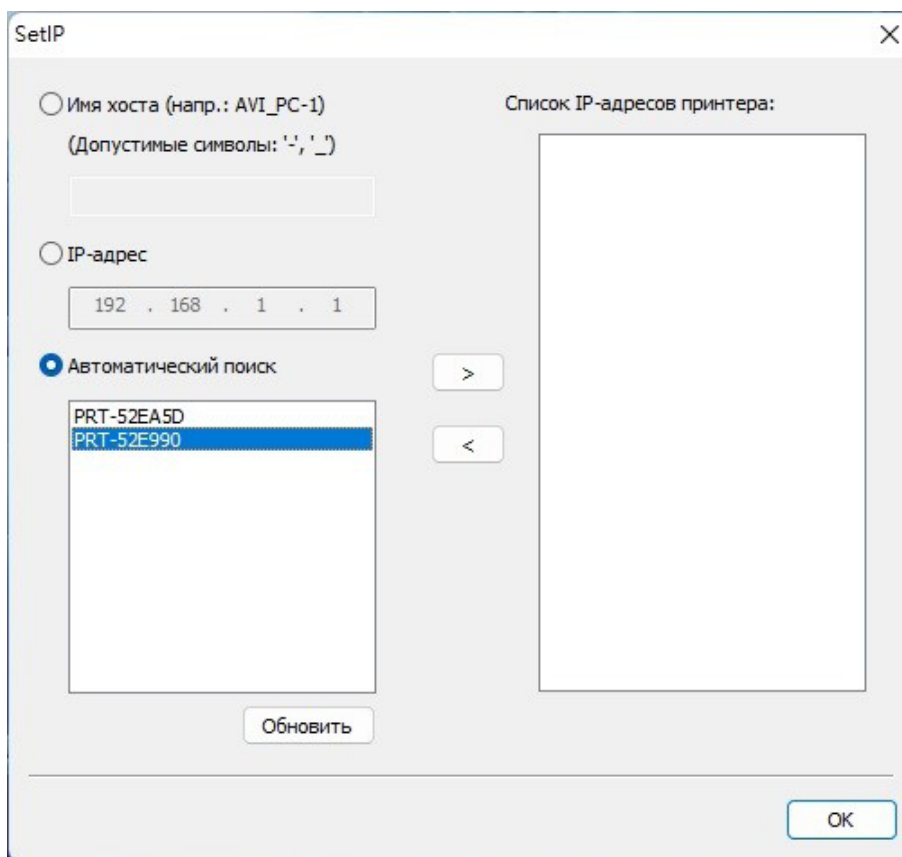 SetIP
Имя хоста (напр.: AVI_PC-1)
(Допустимые символы: '-', '_')
IP-адрес
192 . 168 . 1 . 1
Автоматический поиск
PRT-52EA5D
PRT-52E990
Обновить
>
<
Список IP-адресов принтера:
OK